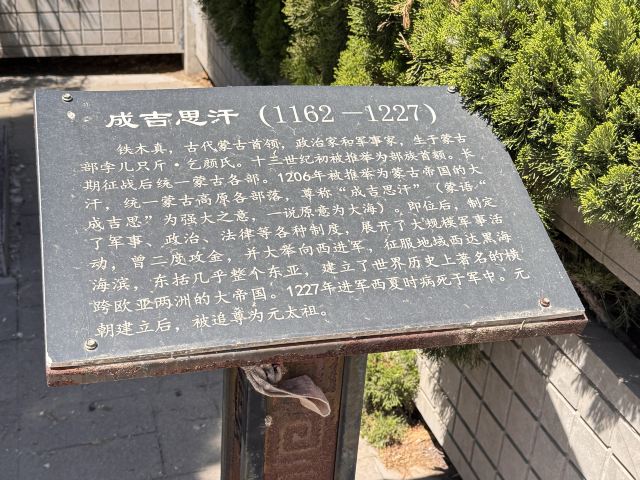 成吉思汗（1162－1227）
铁木真，古代蒙古首领，政治家和军事家，生于蒙古
部孛儿只斤·乞颜氏。十三世纪初被推举为部族首领。长
期征战后统一蒙古各部。1206年被推举为蒙古帝国的大
汗，统一蒙古高原各部落，尊称“成吉思汗”（蒙语“
成吉思”为强大之意，一说原意为大海）。即位后，制定
了军事、政治、法律等各种制度，展开了大规模军事活
动，曾二度攻金，并大举向西进军，征服地域西达黑海
海滨，东括几乎整个东亚，建立了世界历史上著名的横
跨欧亚两洲的大帝国。1227年进军西夏时病死于军中。元
朝建立后，被追尊为元太祖。